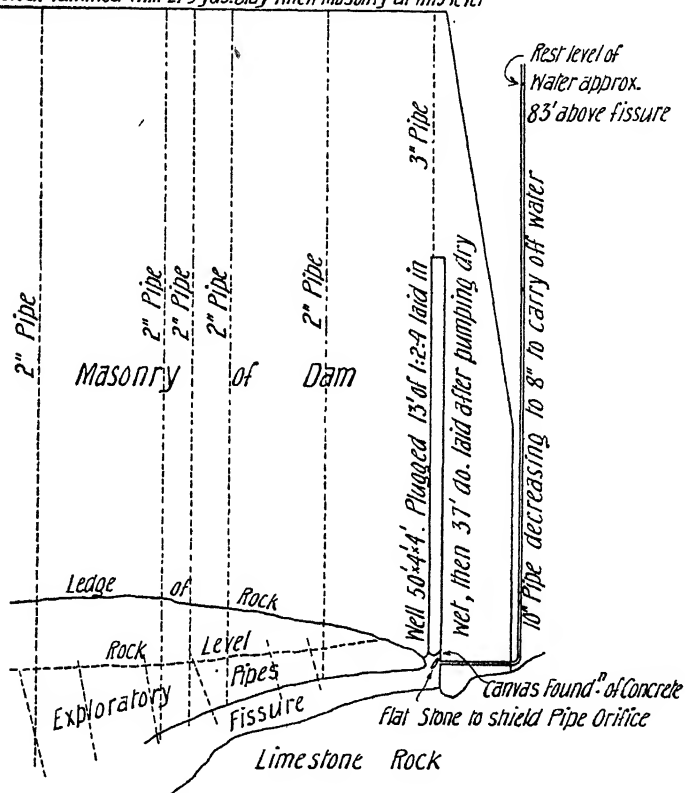 Rest level of
Water approx.
83' above fissure
3" Pipe
2" Pipe
2" Pipe
2" Pipe
2" Pipe
2" Pipe
Masonry of Dam
Well 50'×4'×4'. Plugged 13' of 1:2:4 laid in
wet, then 37' do. laid after pumping dry
10" Pipe decreasing to 8" to carry off water
Ledge of Rock
Rock Level
Exploratory Pipes
Fissure
Canvas Foundn. of Concrete
Flat Stone to shield Pipe Orifice
Limestone Rock